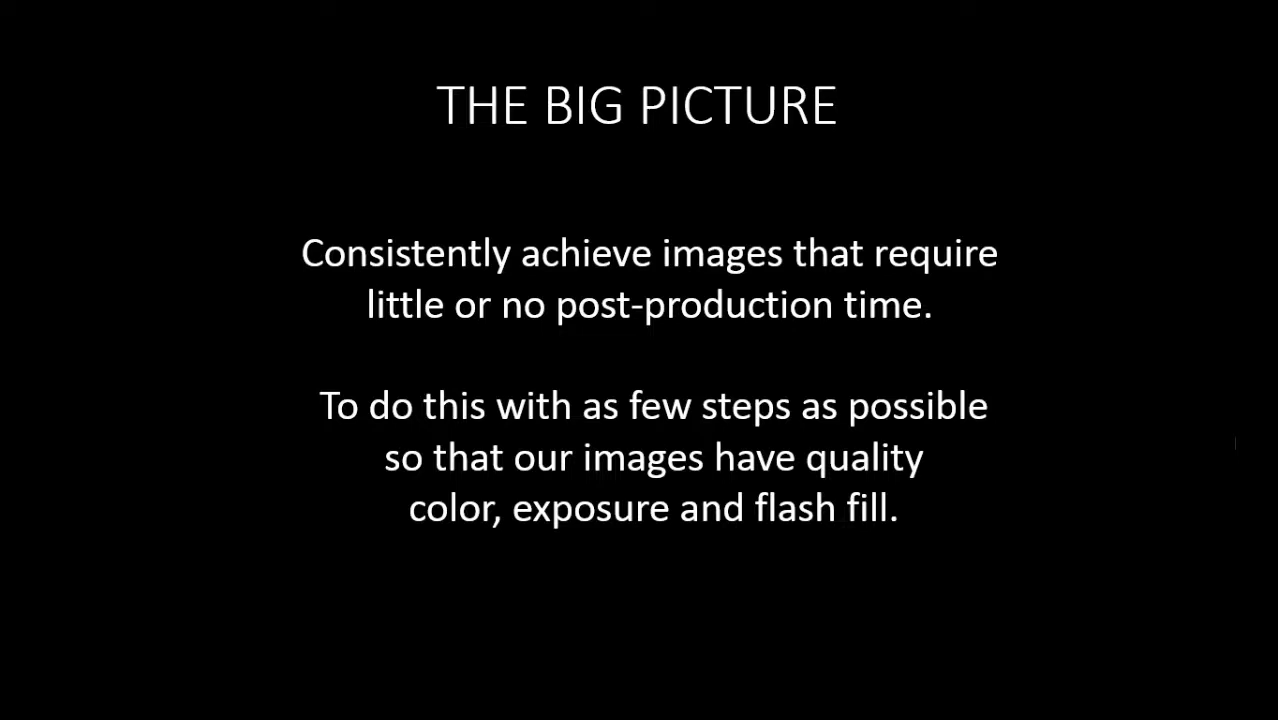 THE BIG PICTURE
Consistently achieve images that require
little or no post-production time.
To do this with as few steps as possible
so that our images have quality
color, exposure and flash fill.